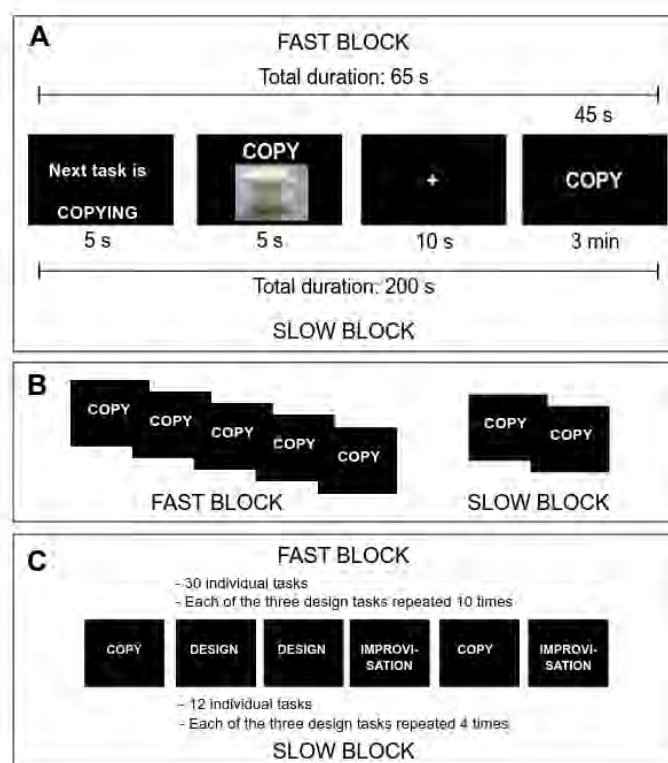 A
FAST BLOCK
Total duration: 65 s
45 s
Next task is
COPYING
COPY
+
COPY
5 s
5 s
10 s
3 min
Total duration: 200 s
SLOW BLOCK
B
COPY
COPY
COPY
COPY
COPY
COPY
COPY
FAST BLOCK
SLOW BLOCK
C
FAST BLOCK
- 30 individual tasks
- Each of the three design tasks repeated 10 times
COPY
DESIGN
DESIGN
IMPROVI-
SATION
COPY
IMPROVI-
SATION
- 12 individual tasks
- Each of the three design tasks repeated 4 times
SLOW BLOCK